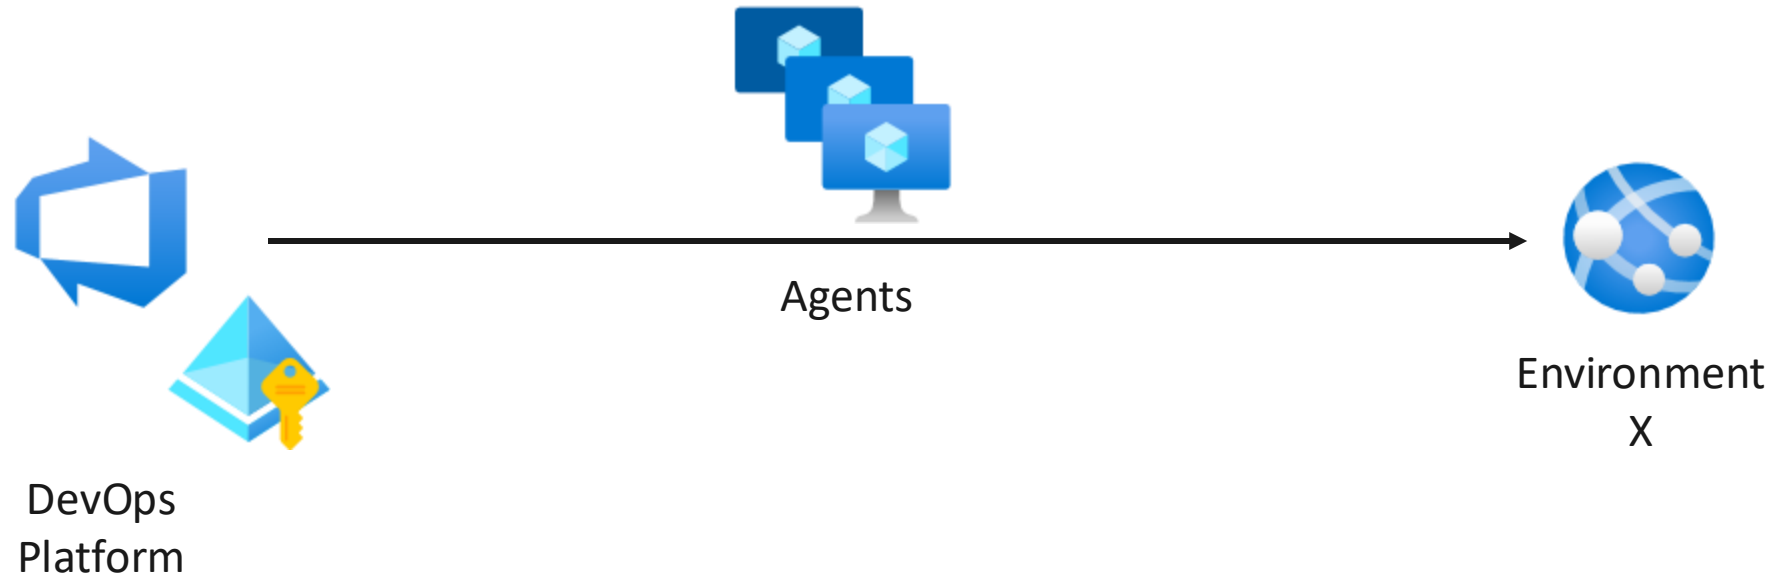 Agents
Environment
X
DevOps
Platform